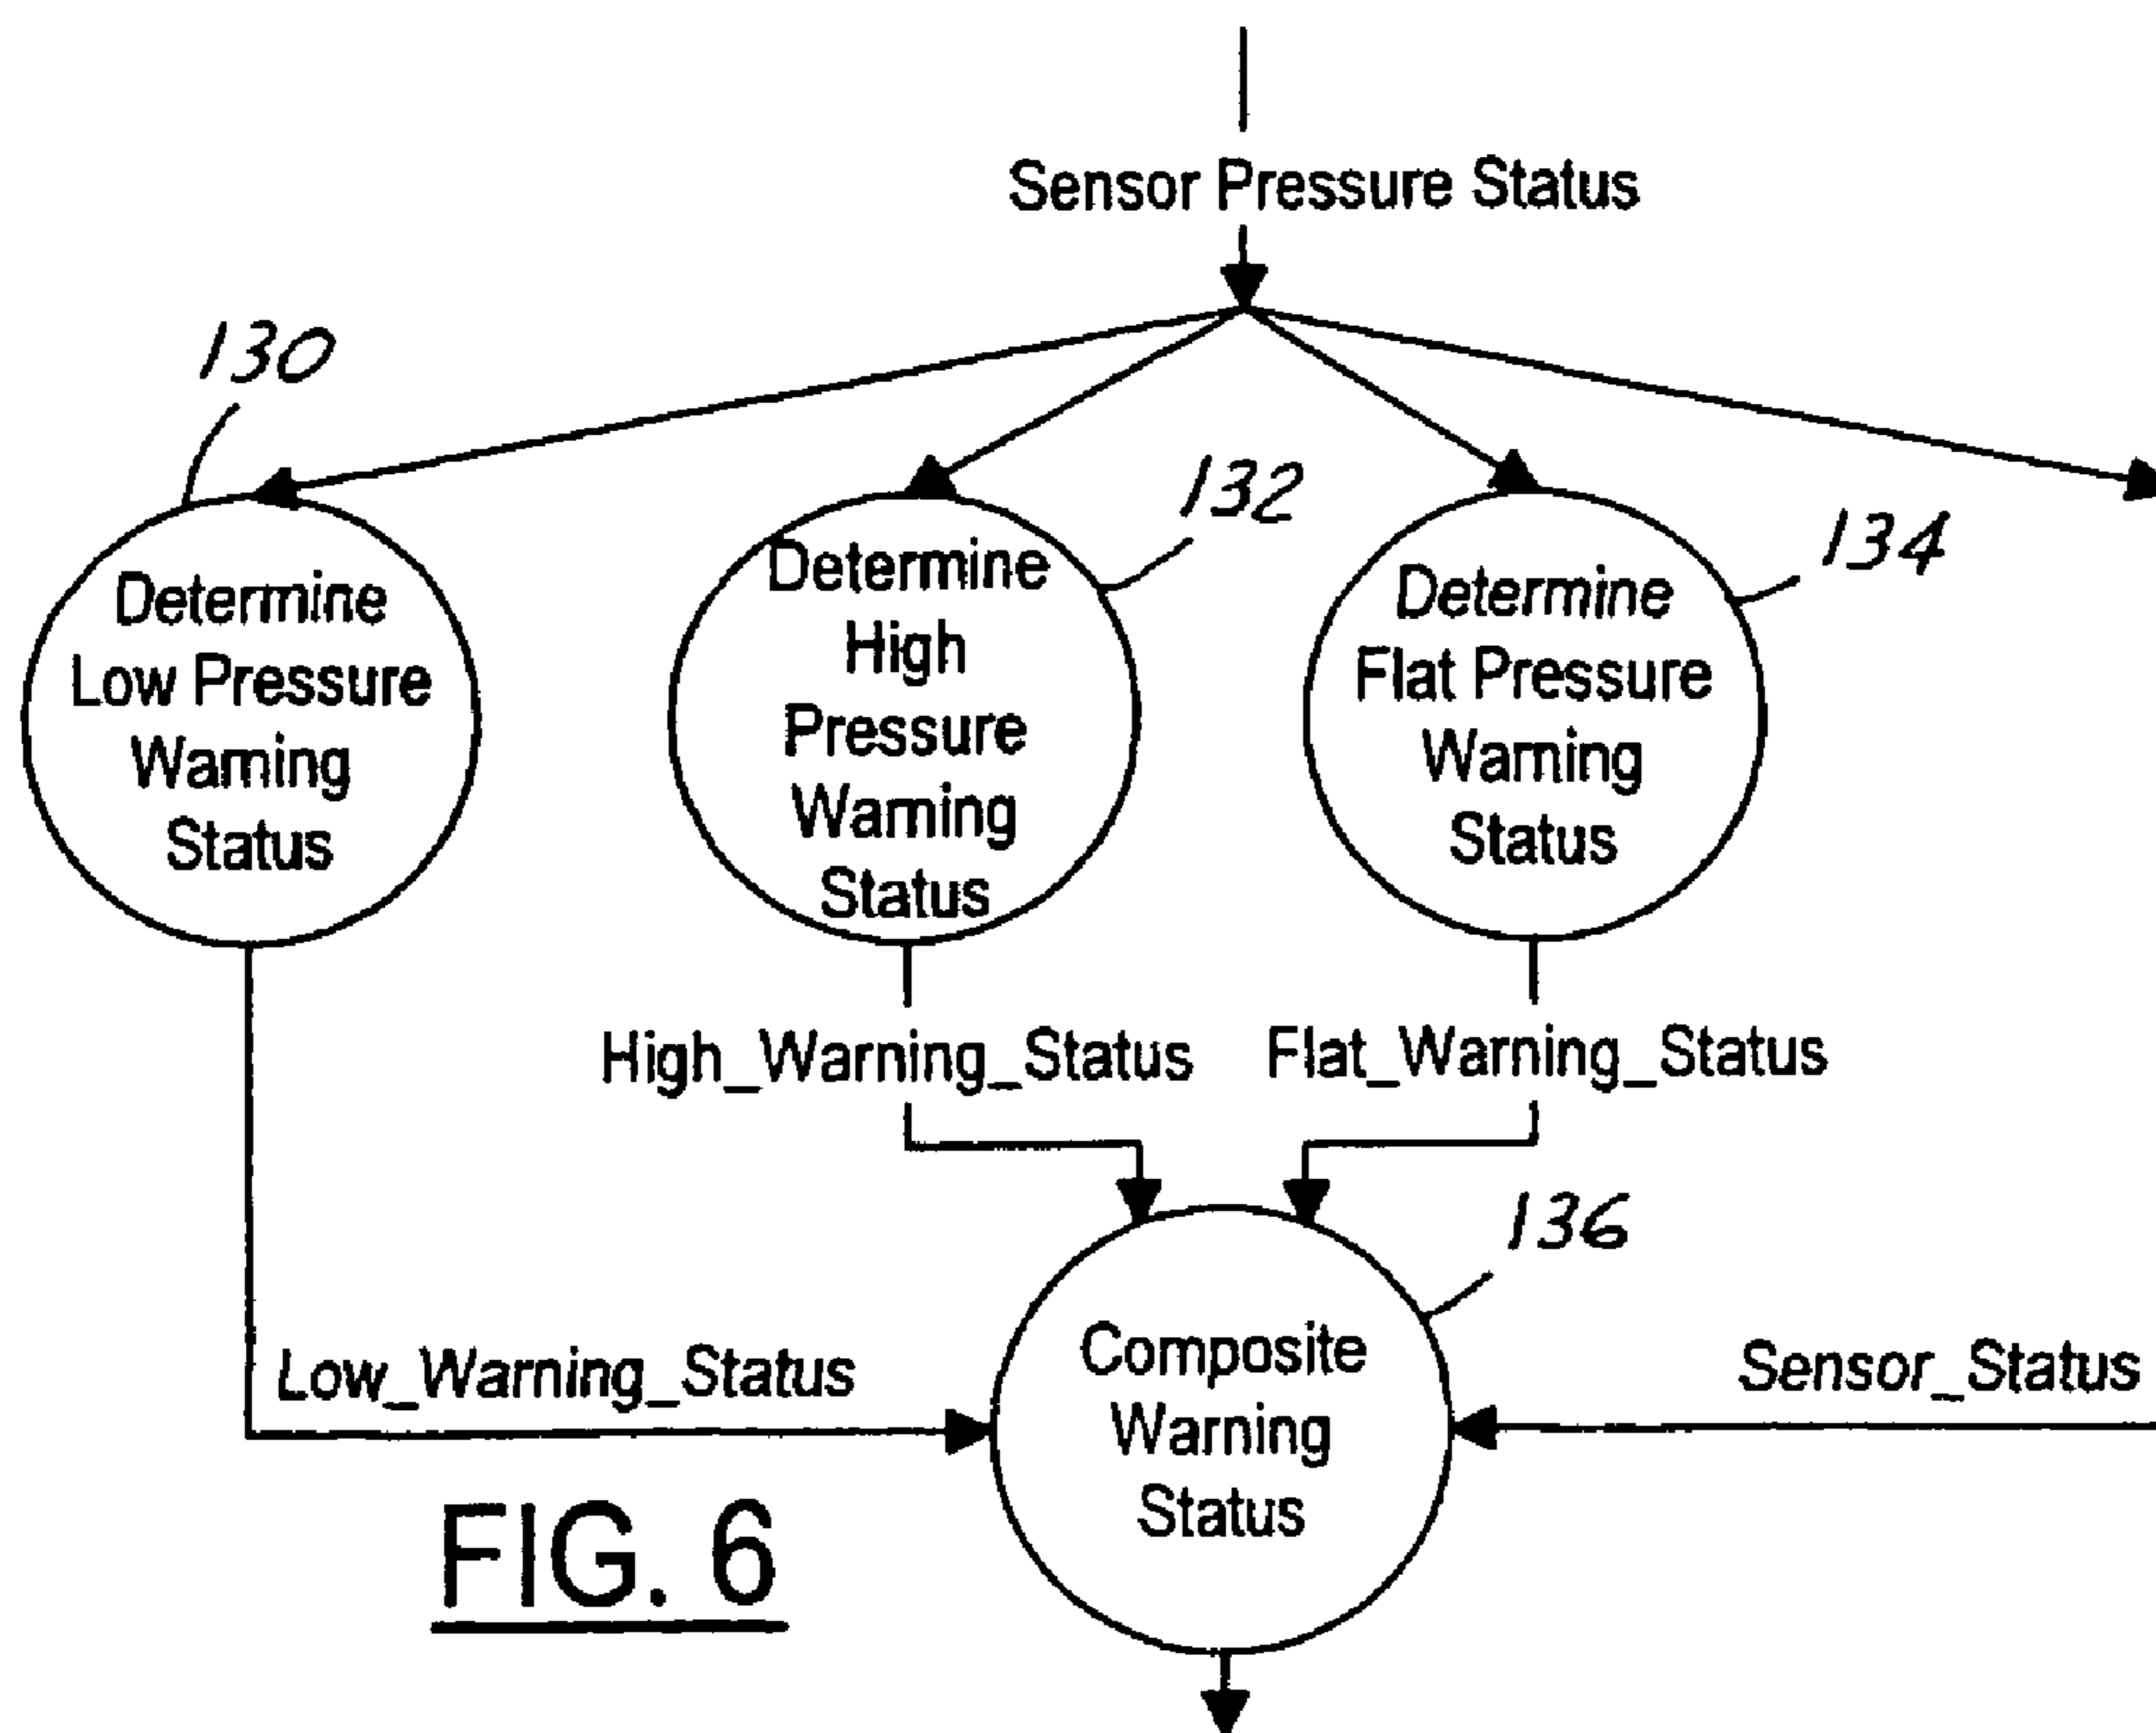 Sensor Pressure Status
130
132
134
Determine
Low Pressure
Warning
Status
Determine
High
Pressure
Warning
Status
Determine
Flat Pressure
Warning
Status
High_Warning_Status
Flat_Warning_Status
136
Low_Warning_Status
Composite
Warning
Status
Sensor_Status
FIG. 6